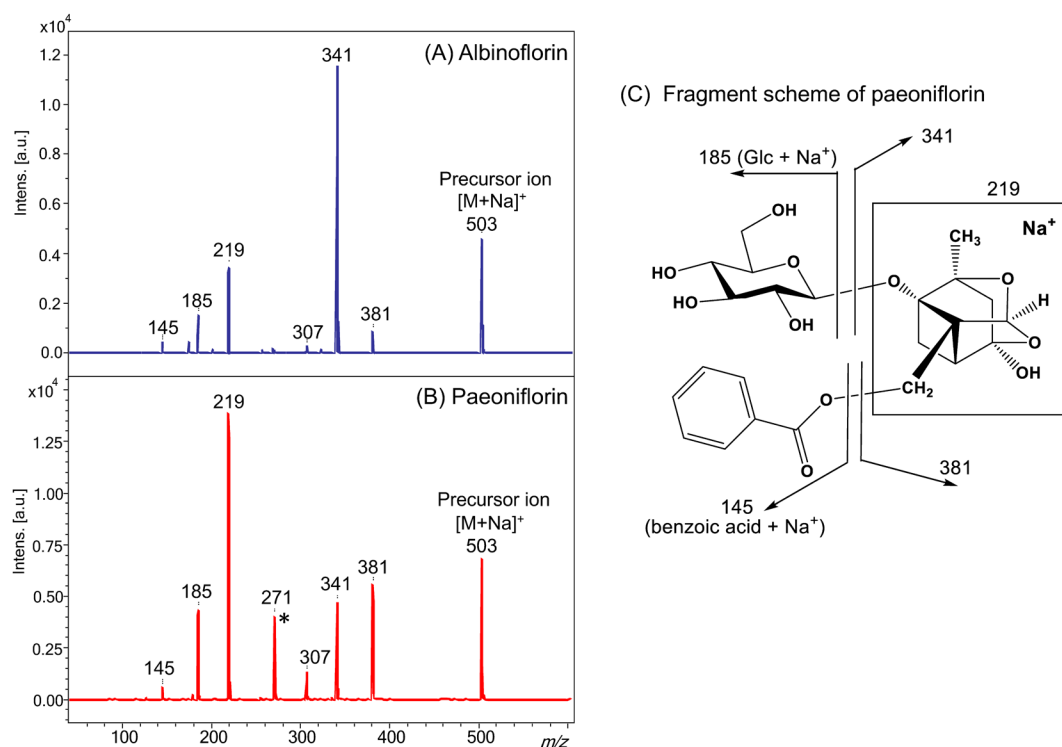 (A) Albinoflorin
x10⁴
1.2
1.0
0.8
0.6
0.4
0.2
0.0
Intens. [a.u.]
341
Precursor ion
[M+Na]⁺
503
219
185
145
307
381
(B) Paeoniflorin
x10⁴
1.25
1.00
0.75
0.50
0.25
0.00
Intens. [a.u.]
219
Precursor ion
[M+Na]⁺
503
185
271
*
341
381
145
307
100
200
300
400
500
m/z
(C) Fragment scheme of paeoniflorin
341
185 (Glc + Na⁺)
219
OH
CH₃
Na⁺
HO
O
O
O
HO
HO
O
H
OH
O
OH
O
CH₂
O
381
145
(benzoic acid + Na⁺)